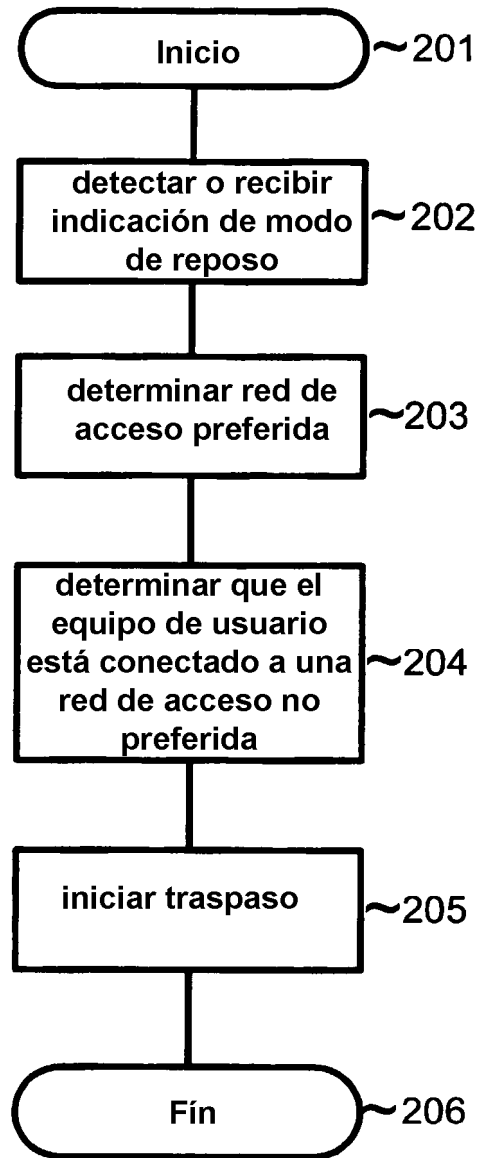 Inicio
~201
detectar o recibir
indicación de modo
de reposo
~202
determinar red de
acceso preferida
~203
determinar que el
equipo de usuario
está conectado a una
red de acceso no
preferida
~204
iniciar traspaso
~205
Fín
~206